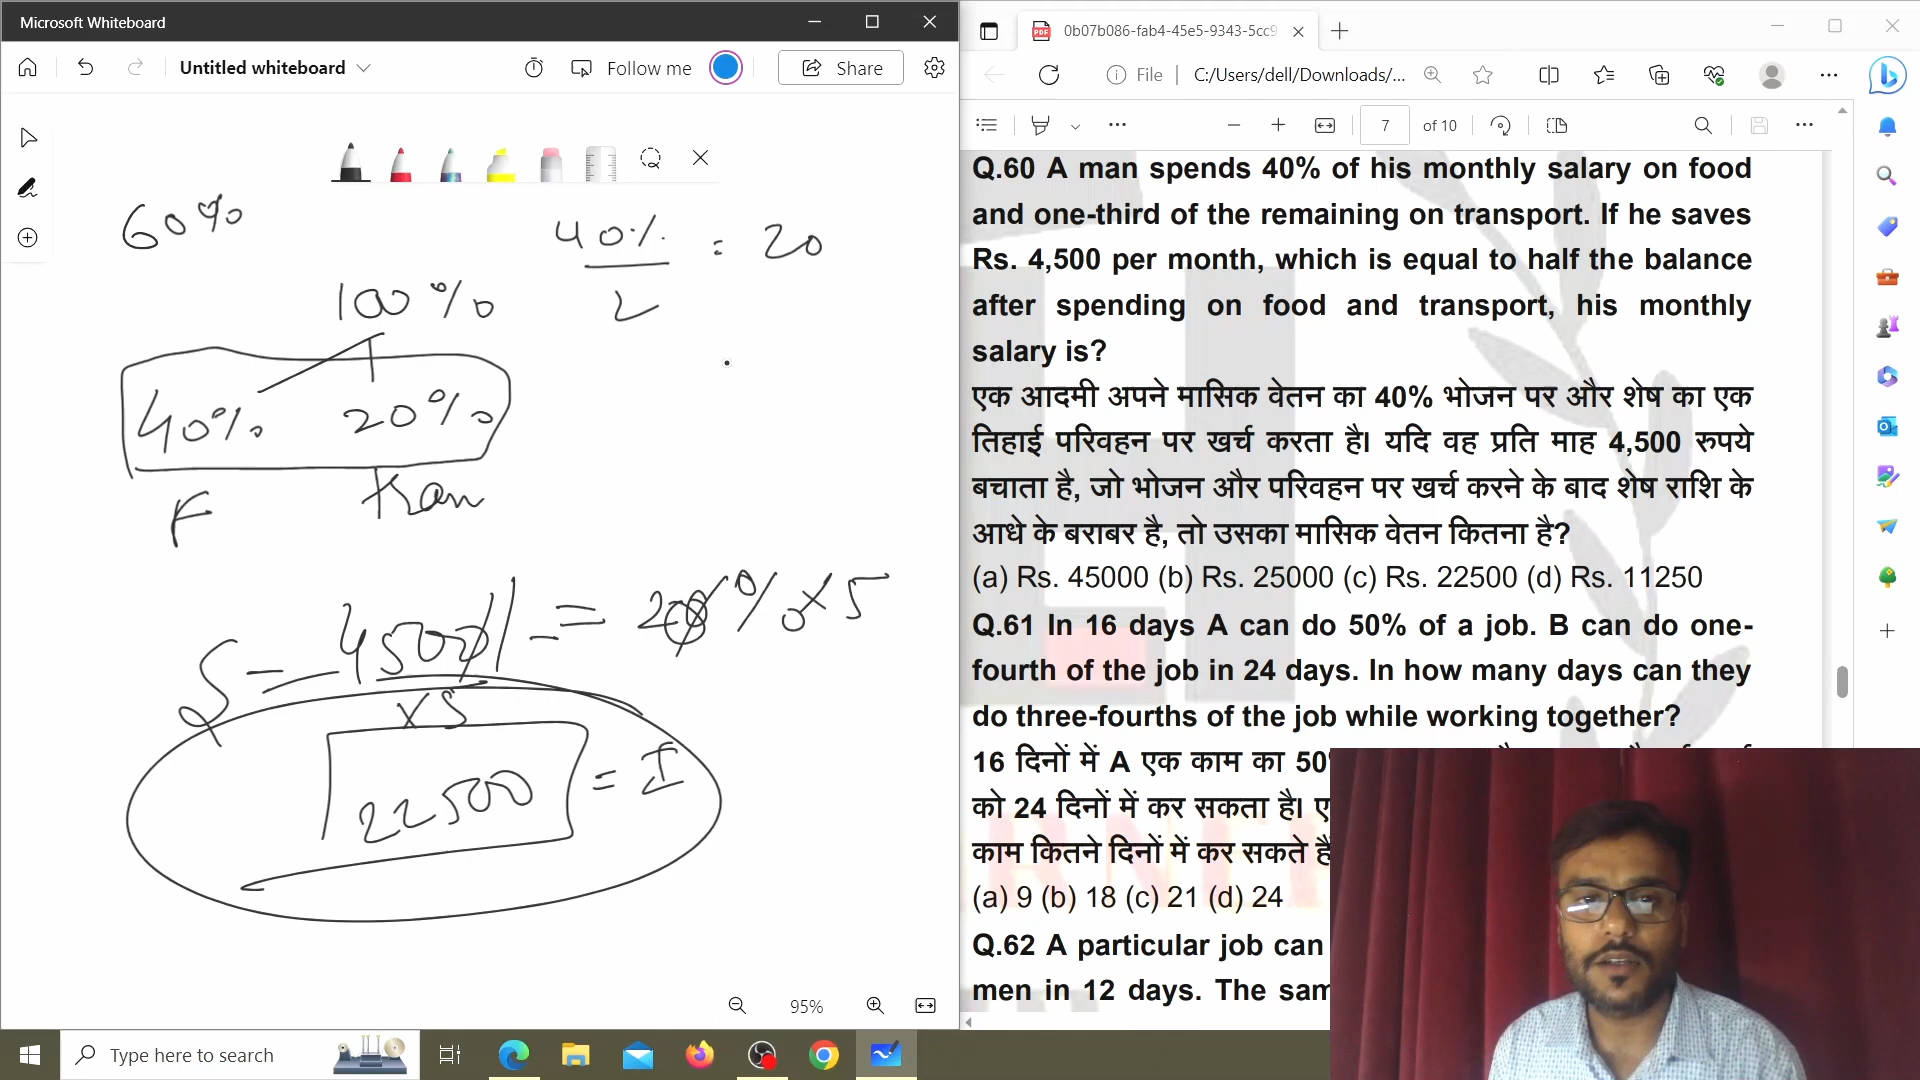 Microsoft Whiteboard
Untitled whiteboard
Follow me
Share
60%
40%
2
= 20
100%
40% 20%
F Tran
S = 4500 = 20% x 5
x5
22500 = I
95%
0b07b086-fab4-45e5-9343-5cc9
File
C:/Users/dell/Downloads/...
7 of 10
Q.60 A man spends 40% of his monthly salary on food
and one-third of the remaining on transport. If he saves
Rs. 4,500 per month, which is equal to half the balance
after spending on food and transport, his monthly
salary is?
एक आदमी अपने मासिक वेतन का 40% भोजन पर और शेष का एक
तिहाई परिवहन पर खर्च करता है। यदि वह प्रति माह 4,500 रुपये
बचाता है, जो भोजन और परिवहन पर खर्च करने के बाद शेष राशि के
आधे के बराबर है, तो उसका मासिक वेतन कितना है?
(a) Rs. 45000 (b) Rs. 25000 (c) Rs. 22500 (d) Rs. 11250
Q.61 In 16 days A can do 50% of a job. B can do one-
fourth of the job in 24 days. In how many days can they
do three-fourths of the job while working together?
16 दिनों में A एक काम का 50%
को 24 दिनों में कर सकता है।
काम कितने दिनों में कर सकते हैं
(a) 9 (b) 18 (c) 21 (d) 24
Q.62 A particular job can
men in 12 days. The sam
Type here to search